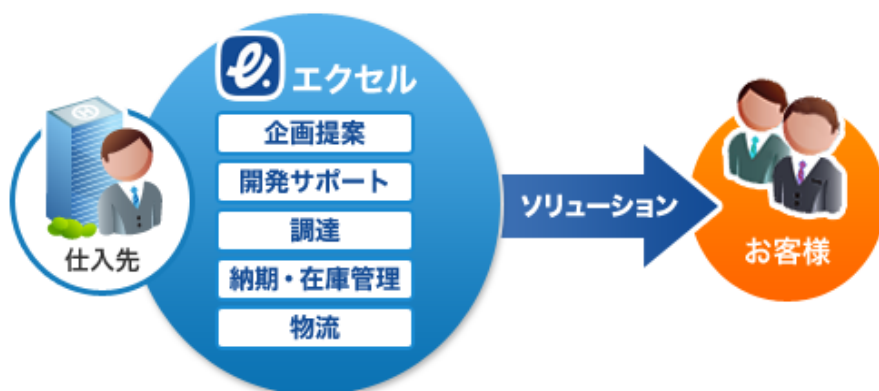 e.
エクセル
企画提案
開発サポート
調達
納期・在庫管理
物流
仕入先
ソリューション
お客様